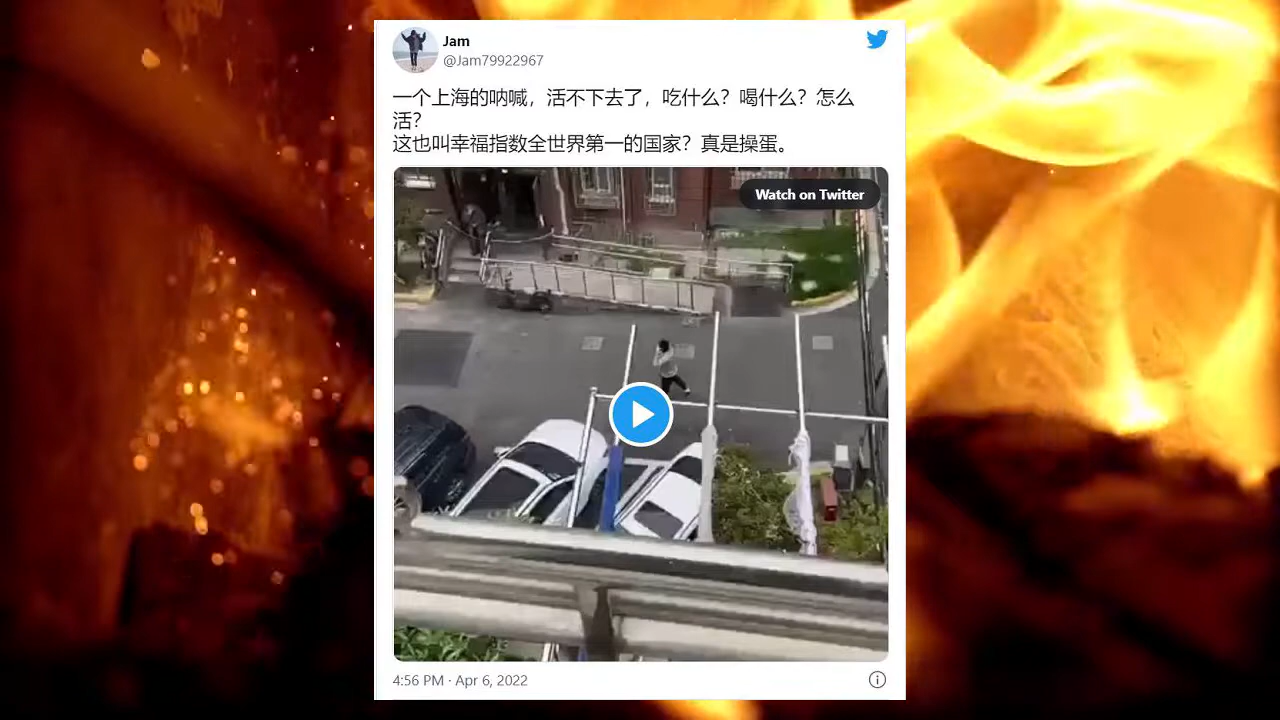 Jam
@Jam79922967
一个上海的呐喊，活不下去了，吃什么？喝什么？怎么
活？
这也叫幸福指数全世界第一的国家？真是操蛋。
Watch on Twitter
4:56 PM · Apr 6, 2022